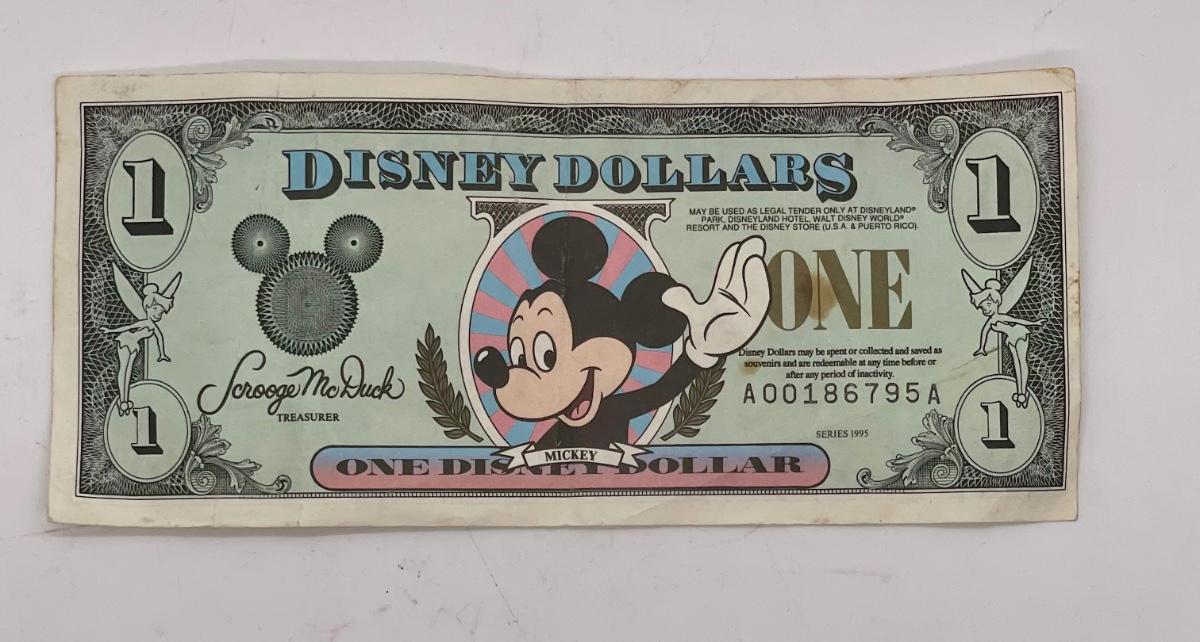 1
DISNEY DOLLARS
1
MAY BE USED AS LEGAL TENDER ONLY AT DISNEYLAND®
PARK, DISNEYLAND HOTEL, WALT DISNEY WORLD®
RESORT AND THE DISNEY STORE (U.S.A. & PUERTO RICO).
ONE
Disney Dollars may be spent or collected and saved as
souvenirs and are redeemable at any time before or
after any period of inactivity.
A00186795A
Scrooge McDuck
TREASURER
SERIES 1995
1
MICKEY
1
ONE DISNEY DOLLAR